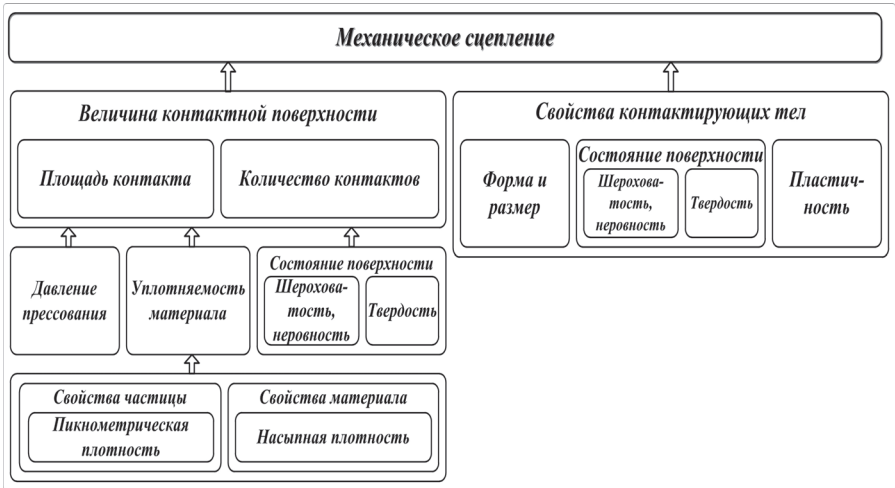 Механическое сцепление
Величина контактной поверхности
Площадь контакта
Количество контактов
Свойства контактирующих тел
Форма и
размер
Состояние поверхности
Шерохова-
тость,
неровность
Твердость
Пластич-
ность
Давление
прессования
Уплотняемость
материала
Состояние поверхности
Шерохова-
тость,
неровность
Твердость
Свойства частицы
Пикнометрическая
плотность
Свойства материала
Насыпная плотность